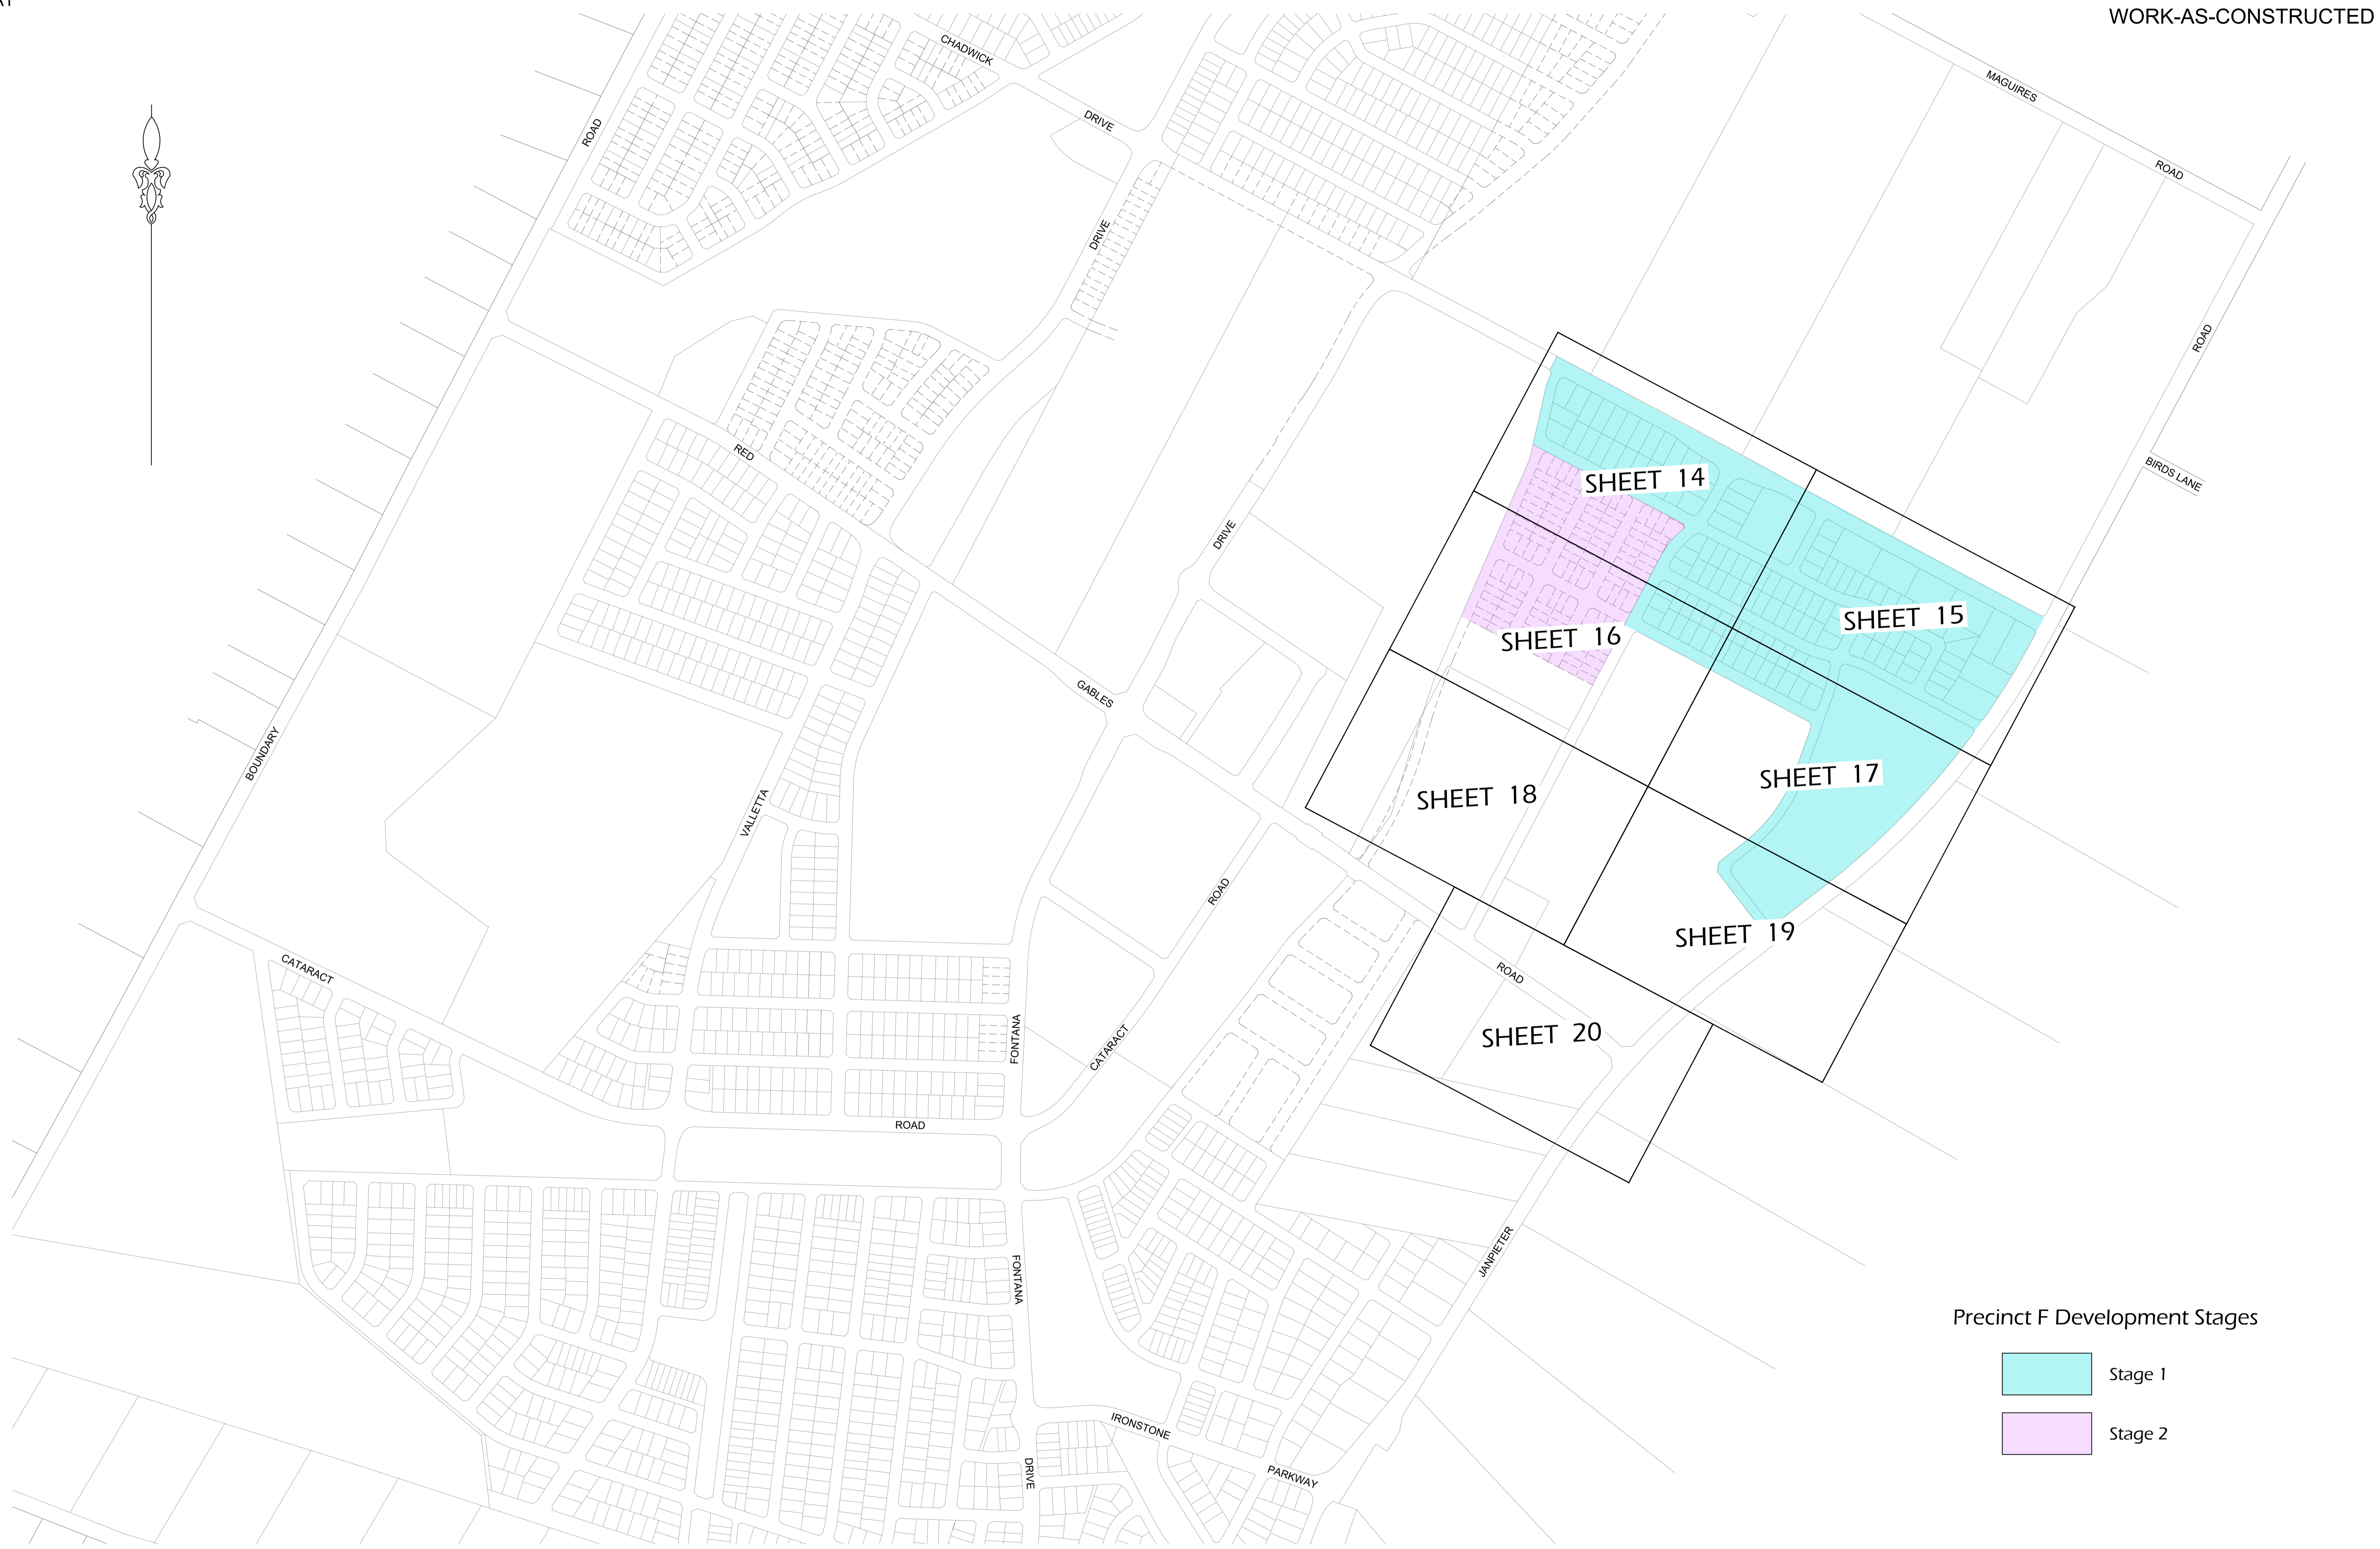 WORK-AS-CONSTRUCTED
CHADWICK
DRIVE
ROAD
MAGUIRES
ROAD
DRIVE
ROAD
RED
BIRDS LANE
SHEET 14
DRIVE
SHEET 15
SHEET 16
GABLES
BOUNDARY
VALLETTA
SHEET 17
SHEET 18
ROAD
SHEET 19
CATARACT
ROAD
FONTANA
CATARACT
SHEET 20
ROAD
JANPIETER
FONTANA
Precinct F Development Stages
Stage 1
IRONSTONE
Stage 2
DRIVE
PARKWAY